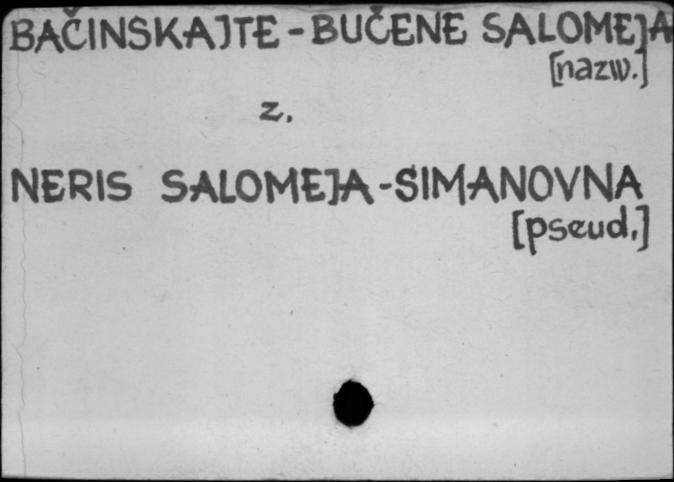 BAČINSKAJTE - BUČENE SALOMEJA
[nazw.]
z.
NERIS SALOMEJA - SIMANOVNA
[pseud.]